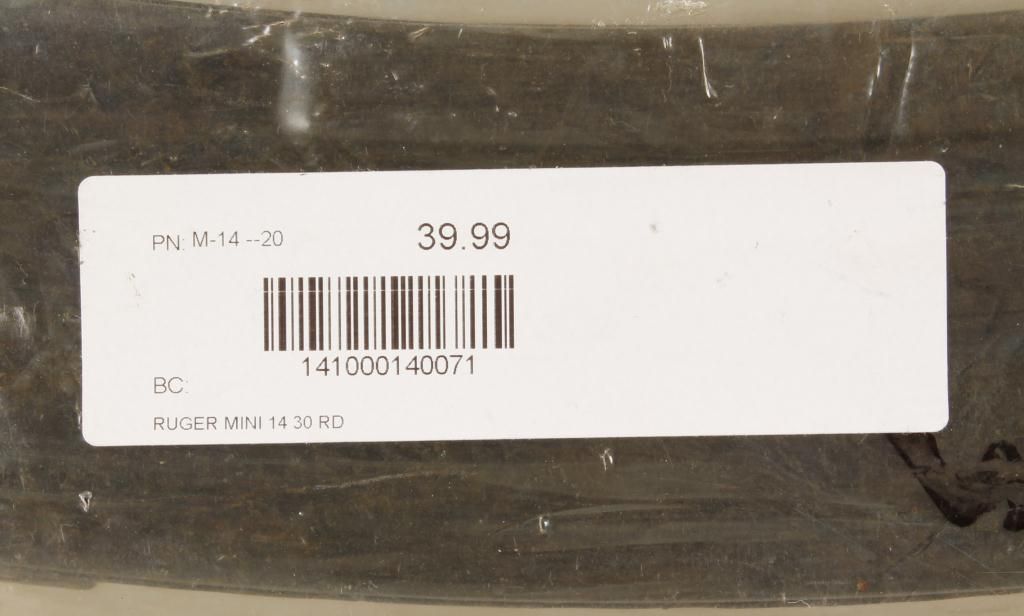 PN: M-14 --20 39.99
141000140071
BC:
RUGER MINI 14 30 RD